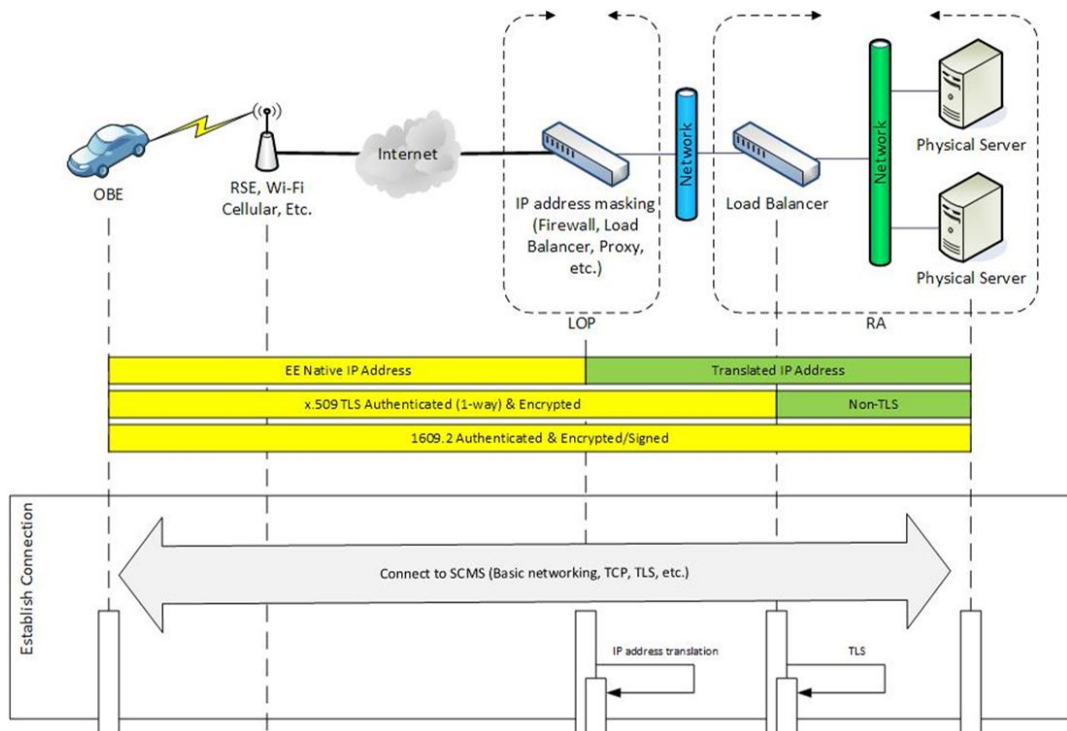 OBE
RSE, Wi-Fi
Cellular, Etc.
Internet
IP address masking
(Firewall, Load
Balancer, Proxy,
etc.)
LOP
Network
Load Balancer
Network
Physical Server
Physical Server
RA
EE Native IP Address
Translated IP Address
x.509 TLS Authenticated (1-way) & Encrypted
Non-TLS
1609.2 Authenticated & Encrypted/Signed
Establish Connection
Connect to SCMS (Basic networking, TCP, TLS, etc.)
IP address translation
TLS